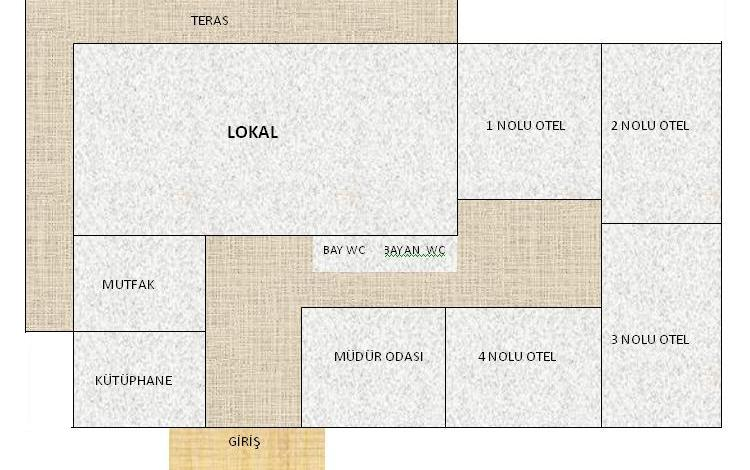 TERAS
LOKAL
1 NOLU OTEL
2 NOLU OTEL
BAY WC
BAYAN WC
MUTFAK
3 NOLU OTEL
MÜDÜR ODASI
4 NOLU OTEL
KÜTÜPHANE
GİRİŞ